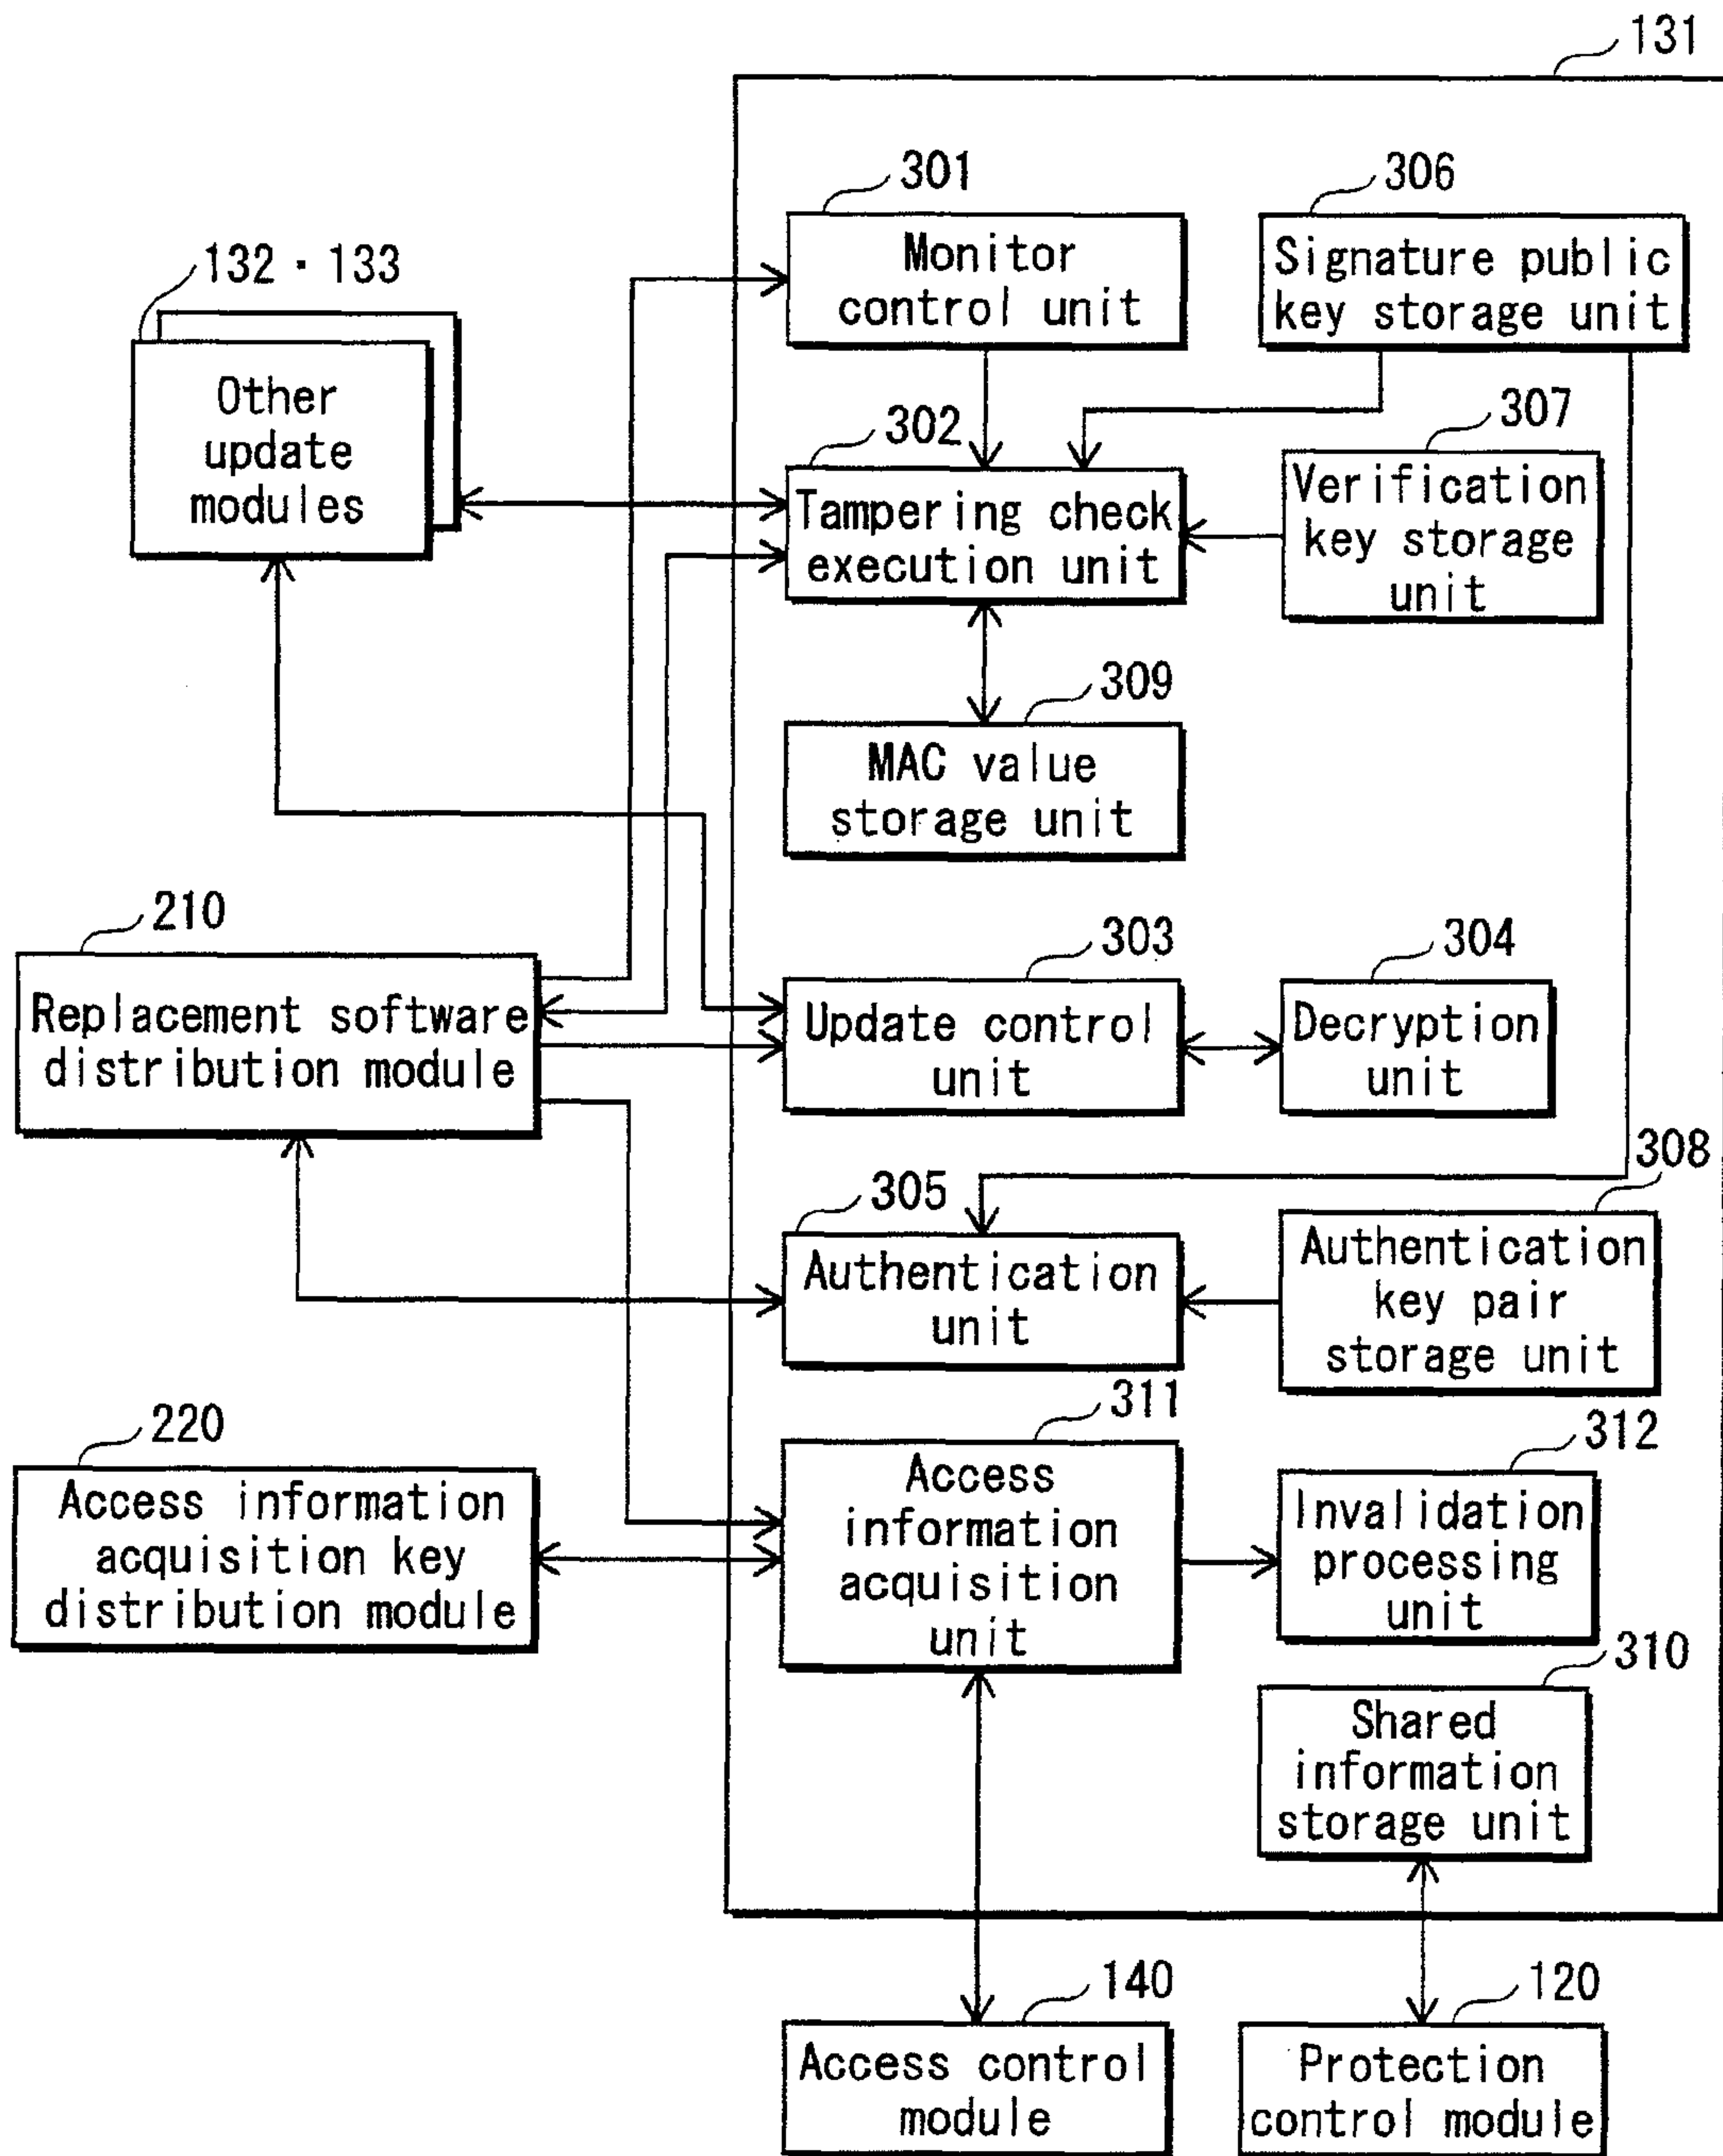 131
301
Monitor
control unit
306
Signature public
key storage unit
132・133
Other
update
modules
302
Tampering check
execution unit
307
Verification
key storage
unit
309
MAC value
storage unit
210
Replacement software
distribution module
303
Update control
unit
304
Decryption
unit
305
Authentication
unit
308
Authentication
key pair
storage unit
220
Access information
acquisition key
distribution module
311
Access
information
acquisition
unit
312
Invalidation
processing
unit
310
Shared
information
storage unit
140
Access control
module
120
Protection
control module